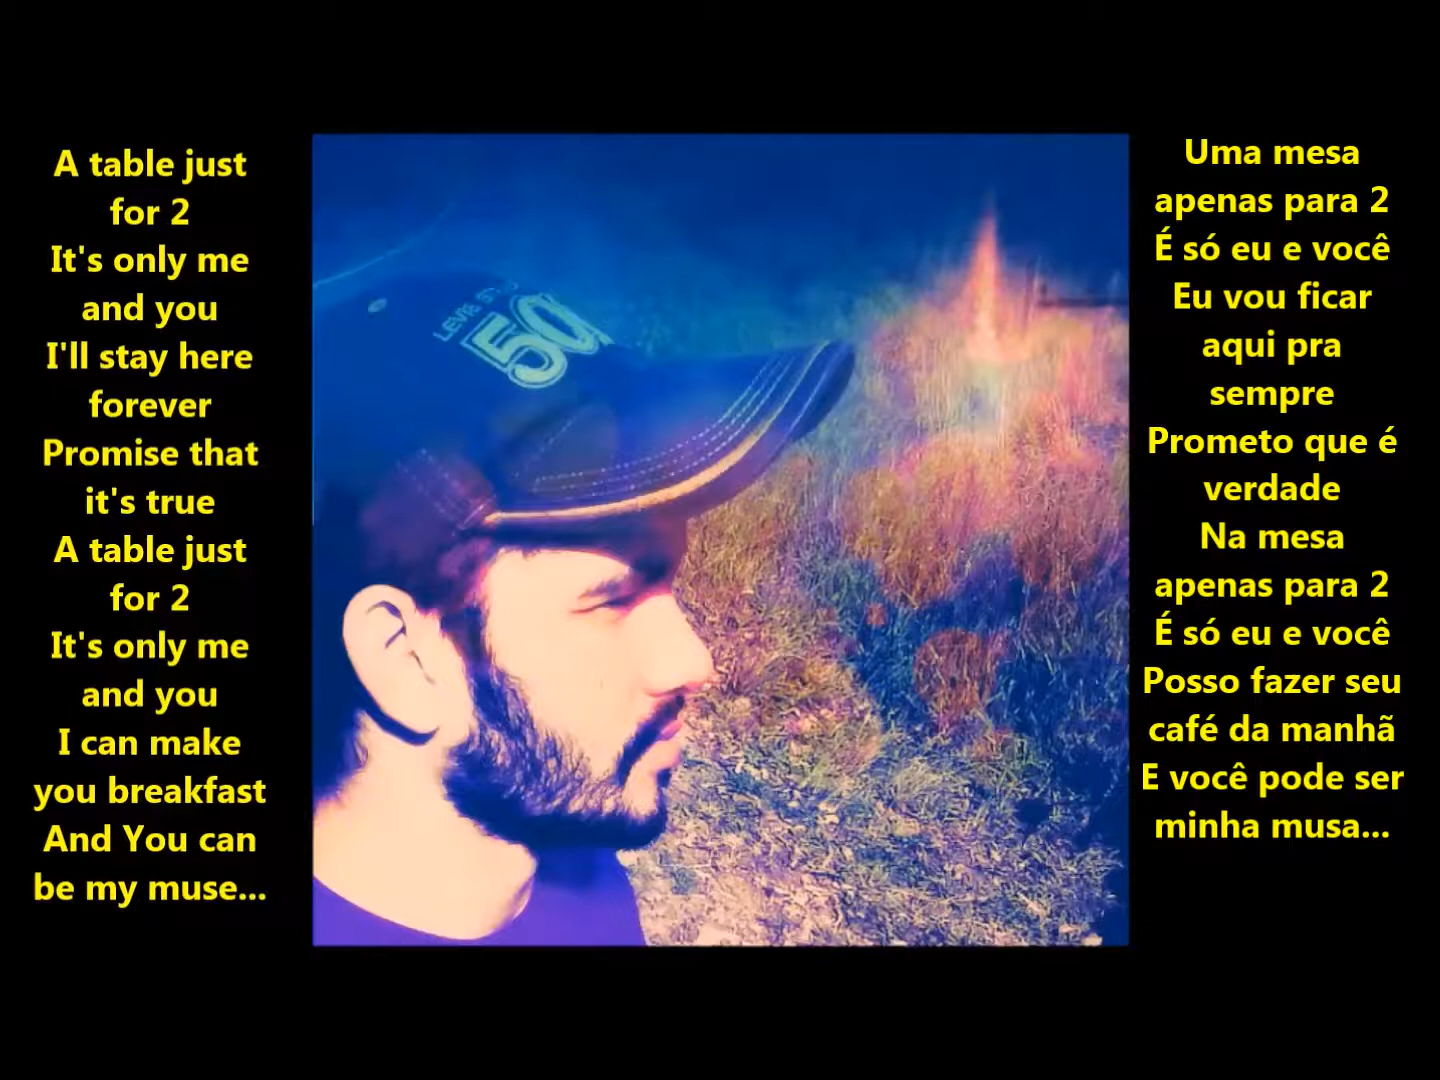 A table just
for 2
It's only me
and you
I'll stay here
forever
Promise that
it's true
A table just
for 2
It's only me
and you
I can make
you breakfast
And You can
be my muse...
LEVI'S
50
Uma mesa
apenas para 2
É só eu e você
Eu vou ficar
aqui pra
sempre
Prometo que é
verdade
Na mesa
apenas para 2
É só eu e você
Posso fazer seu
café da manhã
E você pode ser
minha musa...